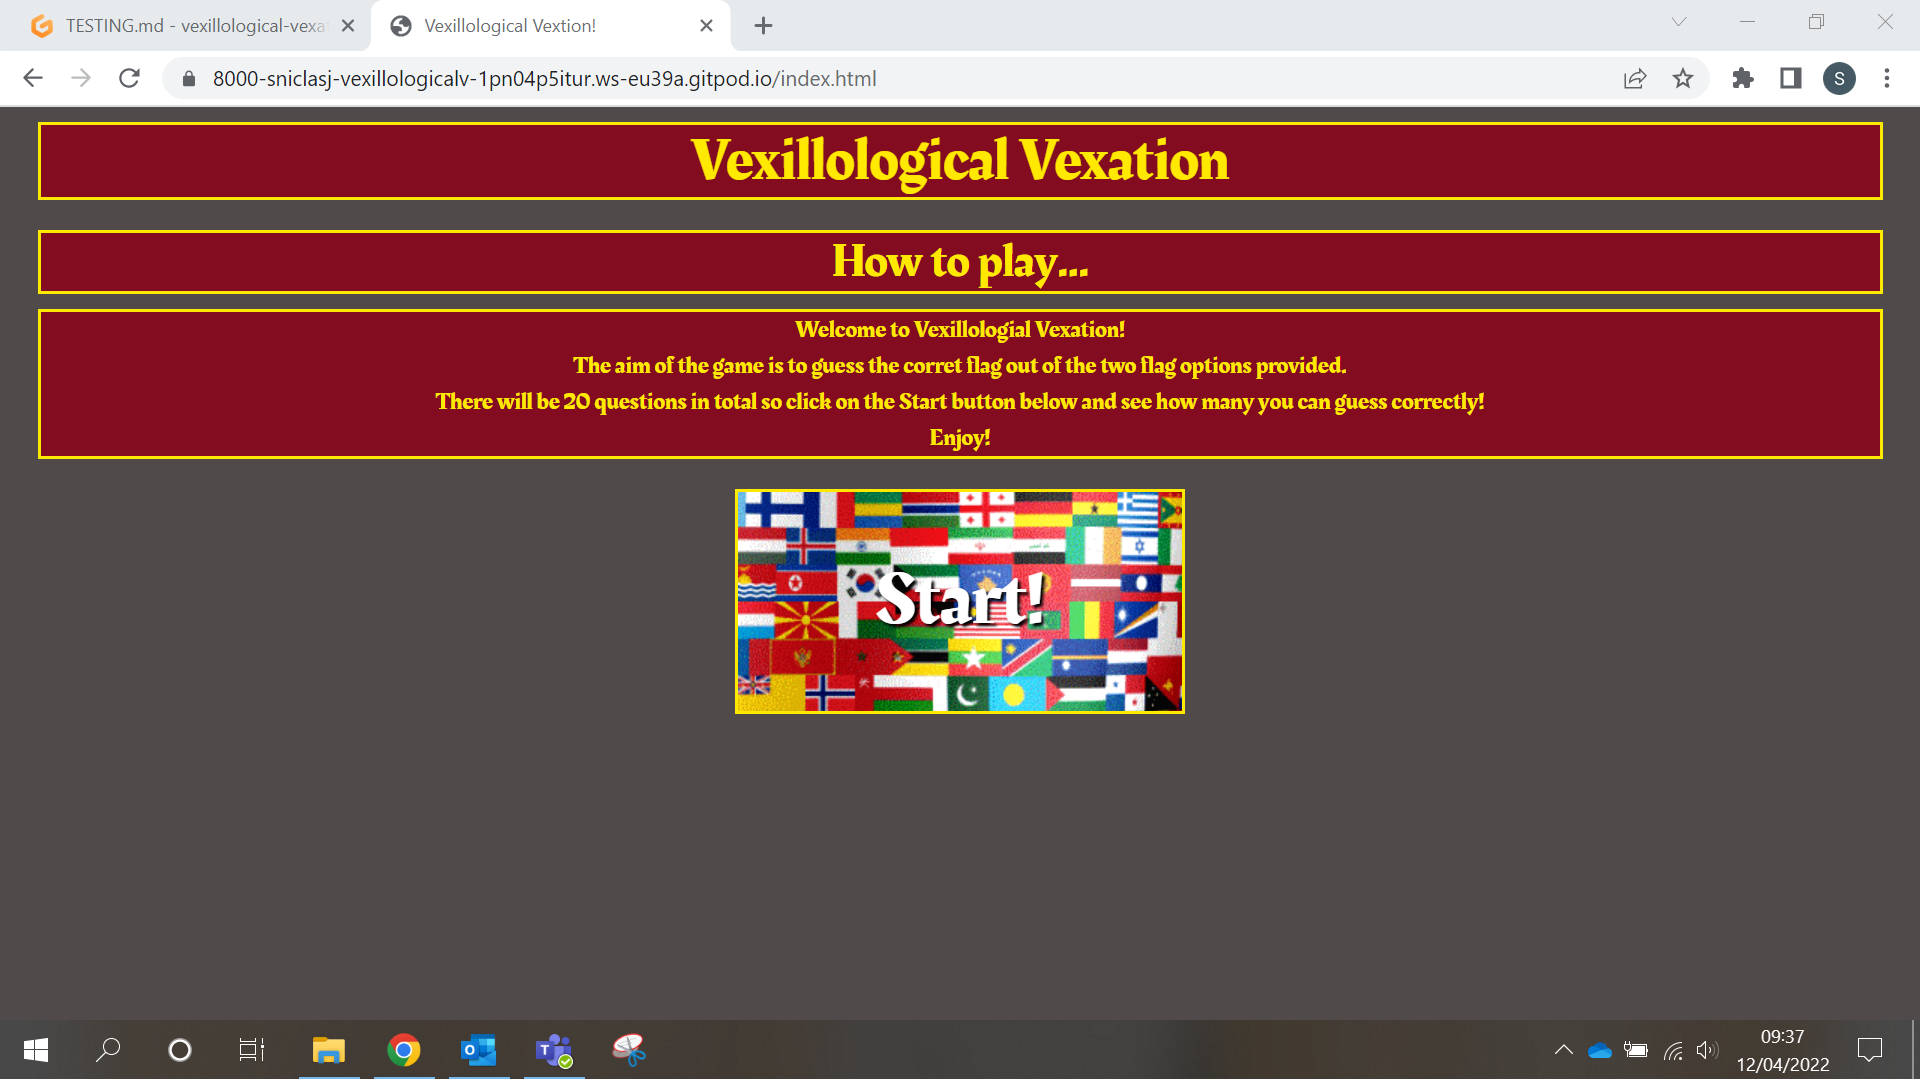 TESTING.md - vexillological-vexat
Vexillological Vextion!
8000-sniclasj-vexillologicalv-1pn04p5itur.ws-eu39a.gitpod.io/index.html
S
Vexillological Vexation
How to play...
Welcome to Vexillologial Vexation!
The aim of the game is to guess the corret flag out of the two flag options provided.
There will be 20 questions in total so click on the Start button below and see how many you can guess correctly!
Enjoy!
Start!
09:37
12/04/2022